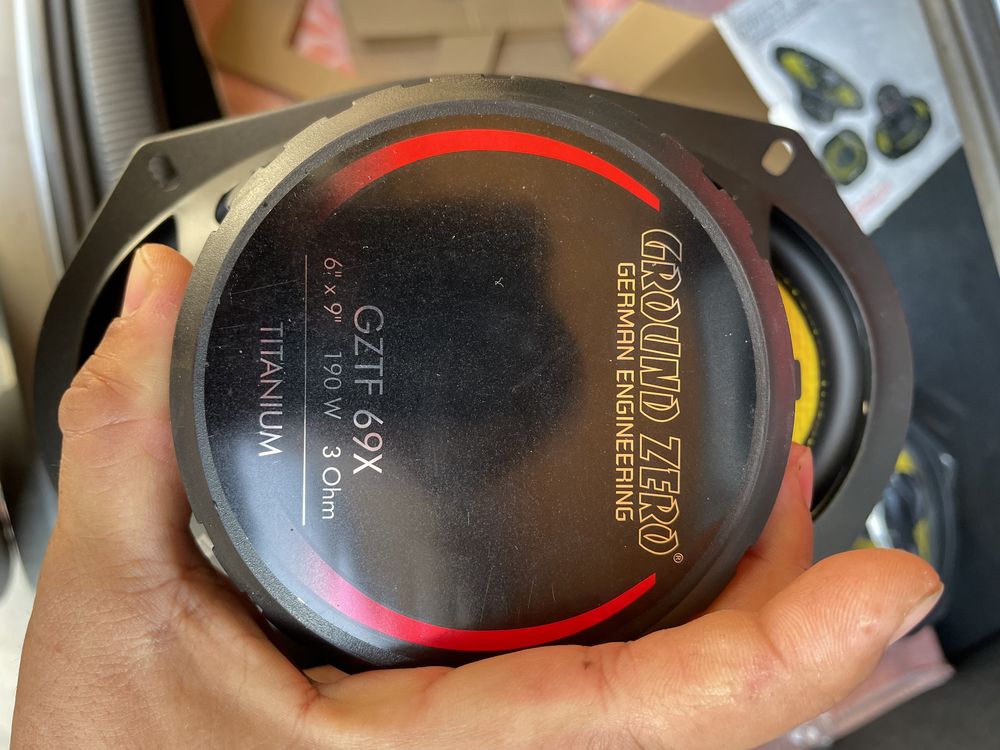 GROUND ZERO®
GERMAN ENGINEERING
GZTF 69X
6" x 9" 190 W 3 Ohm
TITANIUM